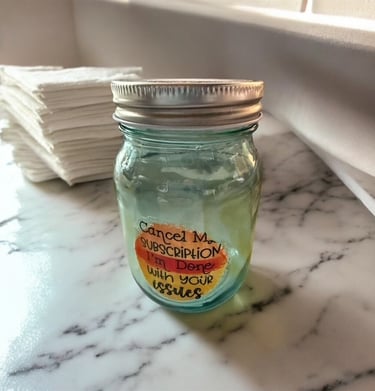 Cancel My
SUBSCRIPTION
I'm Done
with YOUR
issues